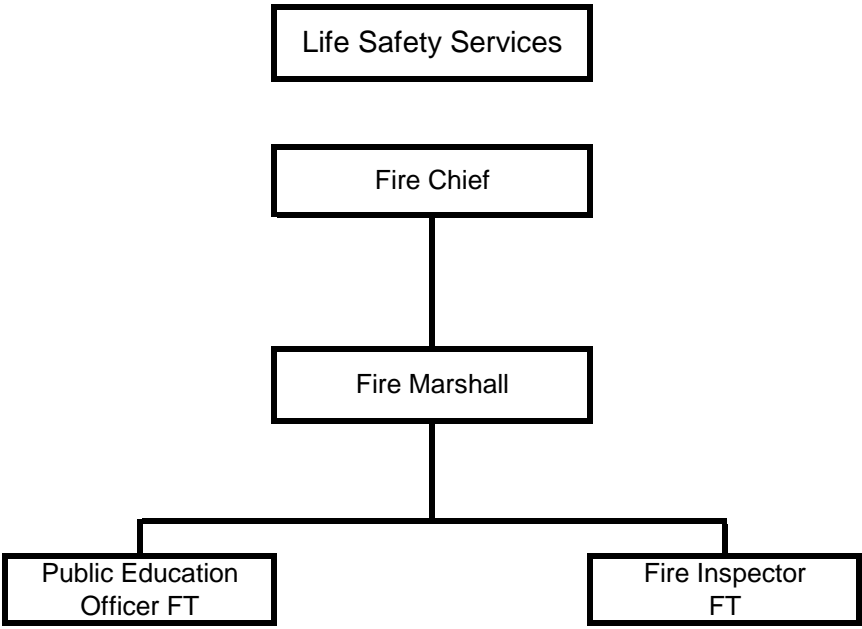 Life Safety Services
Fire Chief
Fire Marshall
Public Education
Officer FT
Fire Inspector
FT